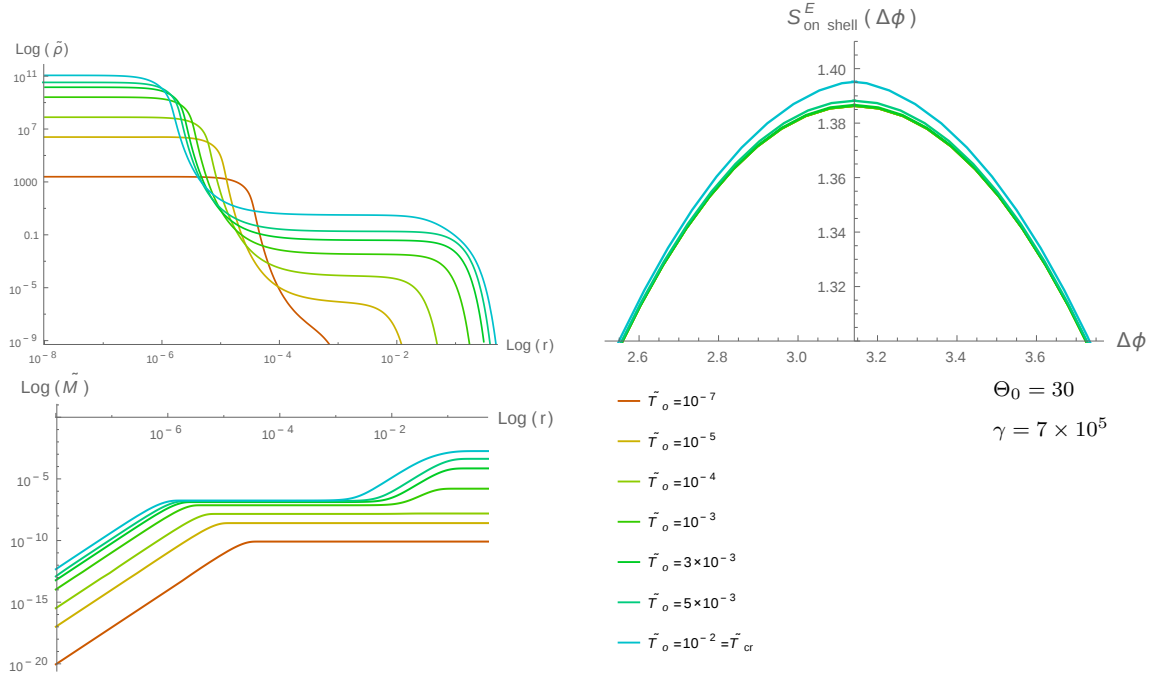 Log(ρ̃)
10^11
10^7
1000
0.1
10^-5
10^-9
10^-8
10^-6
10^-4
10^-2
Log(r)
S^E_on shell(Δϕ)
1.40
1.38
1.36
1.34
1.32
2.6
2.8
3.0
3.2
3.4
3.6
Δϕ
Log(M̃)
Log(r)
10^-6
10^-4
10^-2
10^-5
10^-10
10^-15
10^-20
T̃_o=10^-7
T̃_o=10^-5
T̃_o=10^-4
T̃_o=10^-3
T̃_o=3×10^-3
T̃_o=5×10^-3
T̃_o=10^-2=T̃_cr
Θ_0 = 30
γ = 7 × 10^5